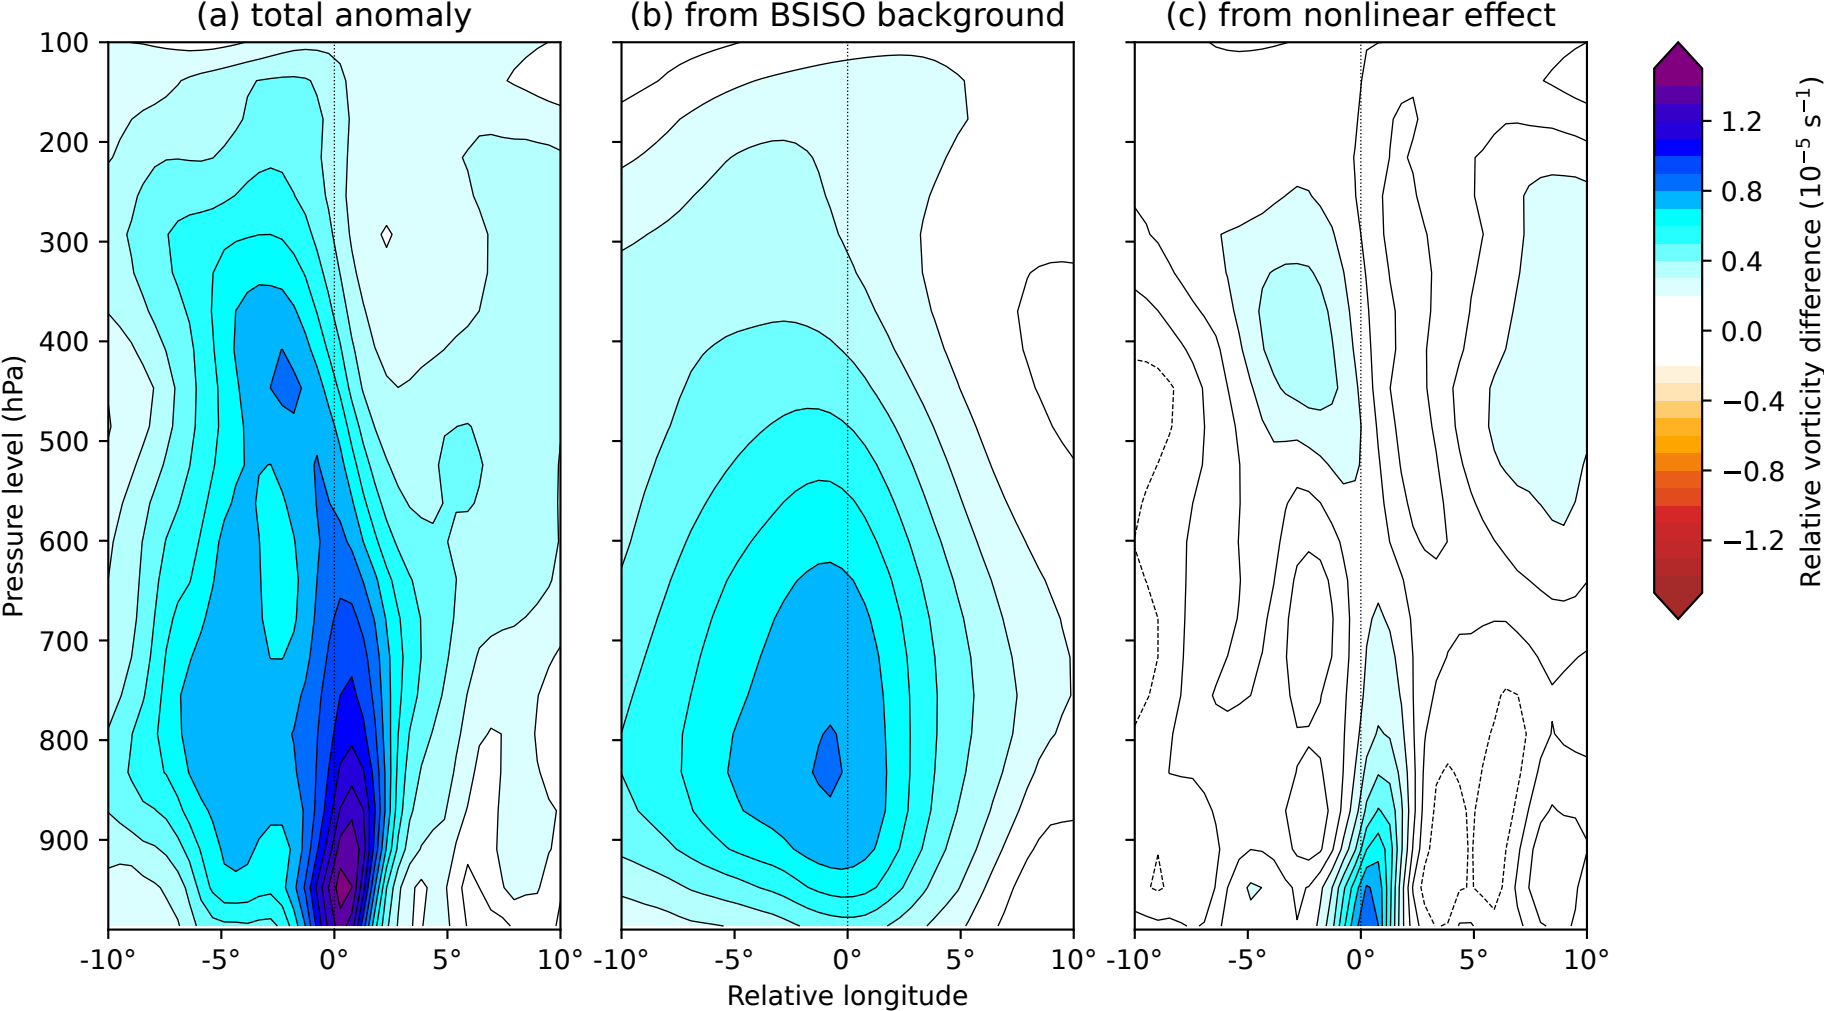 (a) total anomaly
(b) from BSISO background
(c) from nonlinear effect
Pressure level (hPa)
100
200
300
400
500
600
700
800
900
-10° -5° 0° 5° 10°
-10° -5° 0° 5° 10°
-10° -5° 0° 5° 10°
Relative longitude
1.2
0.8
0.4
0.0
−0.4
−0.8
−1.2
Relative vorticity difference (10⁻⁵ s⁻¹)